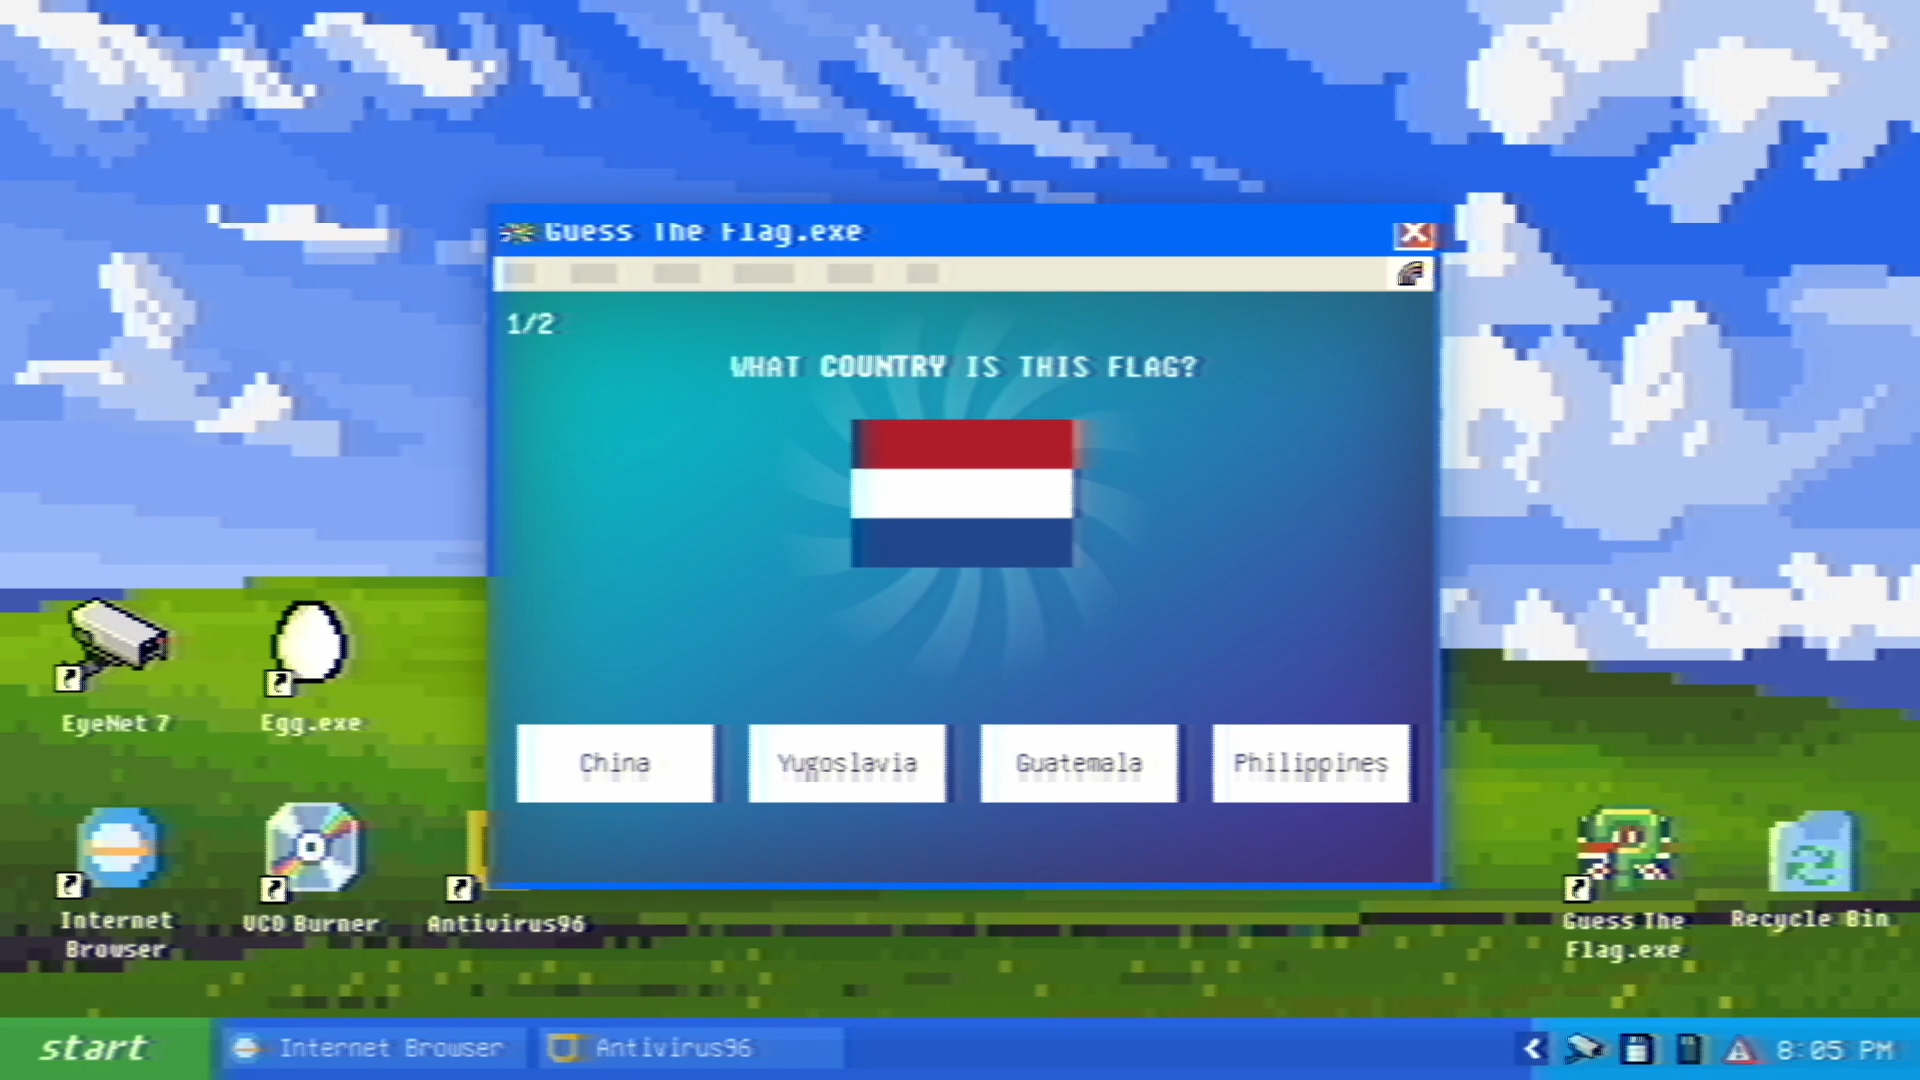 Guess The Flag.exe
1/2
WHAT COUNTRY IS THIS FLAG?
China
Yugoslavia
Guatemala
Philippines
EyeNet 7
Egg.exe
Internet
Browser
VCD Burner
Antivirus96
Guess The
Flag.exe
Recycle Bin
start
Internet Browser
Antivirus96
8:05 PM